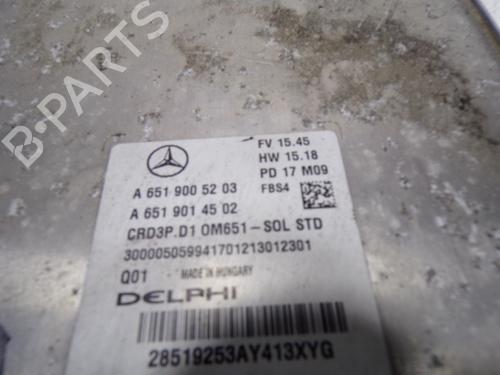 FV 15.45
HW 15.18
PD 17 M09
FBS4
A 651 900 52 03
A 651 901 45 02
CRD3P.D1 OM651-SOL STD
300005059941701213012301
Q01 MADE IN HUNGARY
DELPHI
28519253AY413XYG
B PARTS